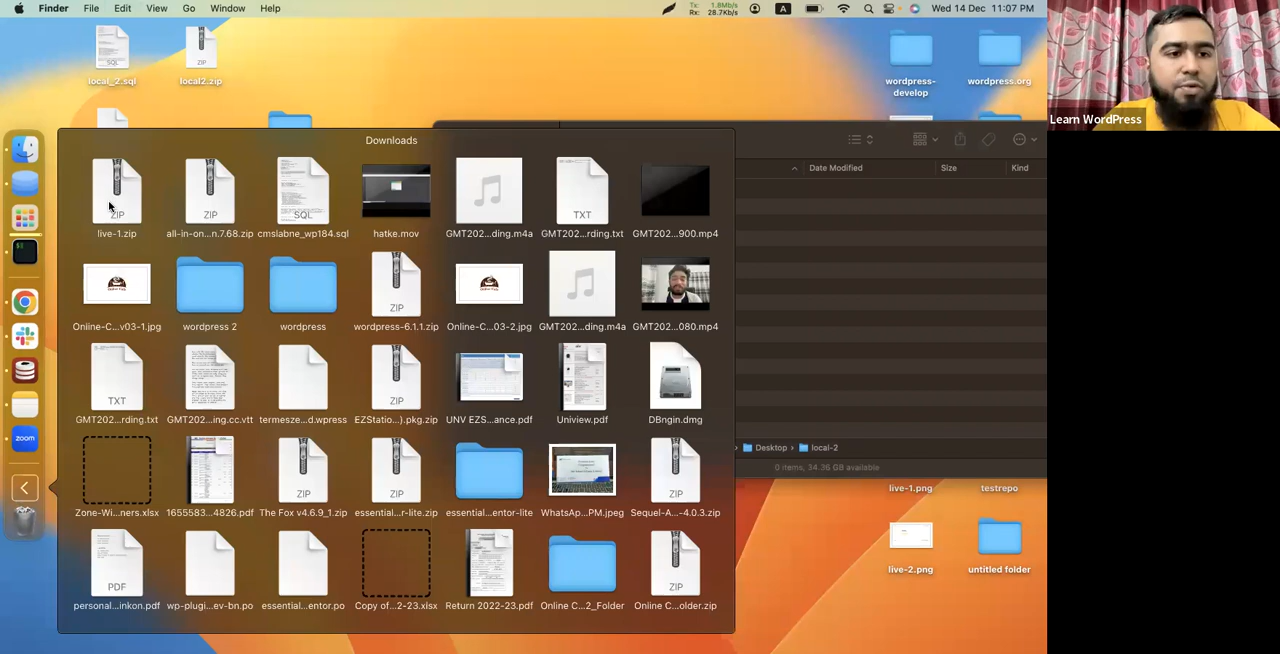 Finder File Edit View Go Window Help
Tx: 1.8Mb/s
Rx: 28.7Kb/s
A
Wed 14 Dec 11:07 PM
SQL
local_2.sql
ZIP
local2.zip
wordpress-
develop
wordpress.org
Learn WordPress
Downloads
Date Modified Size Kind
ZIP ZIP SQL TXT
live-1.zip all-in-on...n.7.68.zip cmslabne_wp184.sql hatke.mov GMT202...ding.m4a GMT202...rding.txt GMT202...900.mp4
ZIP
Online-C...v03-1.jpg wordpress 2 wordpress wordpress-6.1.1.zip Online-C...03-2.jpg GMT202...ding.m4a GMT202...080.mp4
TXT ZIP
GMT202...rding.txt GMT202...ing.cc.vtt termesze...d.wpress EZStatio...}.pkg.zip UNV EZS...ance.pdf Uniview.pdf DBngin.dmg
Desktop › local-2
0 items, 34.36 GB available
zoom
ZIP ZIP ZIP
Zone-Wi...ners.xlsx 1655583...4826.pdf The Fox v4.6.9_1.zip essential...r-lite.zip essential...entor-lite WhatsAp...PM.jpeg Sequel-A...-4.0.3.zip
live-1.png testrepo
PDF ZIP
personal...inkon.pdf wp-plugi...ev-bn.po essential...entor.po Copy of...2-23.xlsx Return 2022-23.pdf Online C...2_Folder Online C...older.zip
live-2.png untitled folder